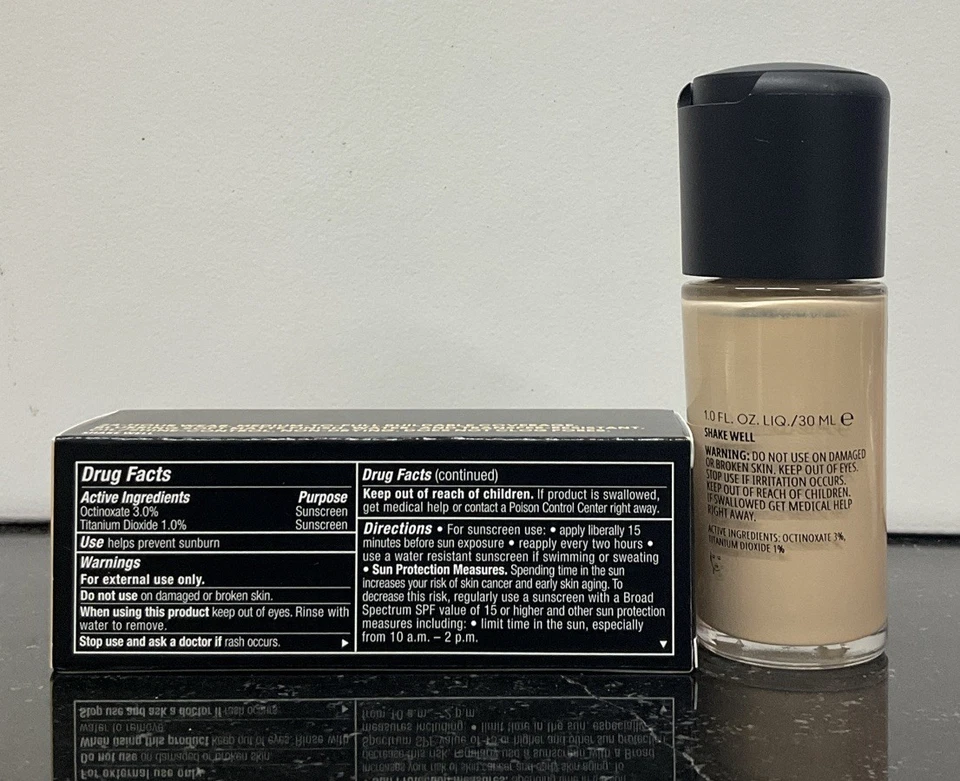 SHAKE WELL
Drug Facts
Active Ingredients Purpose
Octinoxate 3.0% Sunscreen
Titanium Dioxide 1.0% Sunscreen
Use helps prevent sunburn
Warnings
For external use only.
Do not use on damaged or broken skin.
When using this product keep out of eyes. Rinse with
water to remove.
Stop use and ask a doctor if rash occurs.
Drug Facts (continued)
Keep out of reach of children. If product is swallowed,
get medical help or contact a Poison Control Center right away.
Directions • For sunscreen use: • apply liberally 15
minutes before sun exposure • reapply every two hours •
use a water resistant sunscreen if swimming or sweating
• Sun Protection Measures. Spending time in the sun
increases your risk of skin cancer and early skin aging. To
decrease this risk, regularly use a sunscreen with a Broad
Spectrum SPF value of 15 or higher and other sun protection
measures including: • limit time in the sun, especially
from 10 a.m. – 2 p.m.
1.0 FL. OZ. LIQ./30 ML ℮
SHAKE WELL
WARNING: DO NOT USE ON DAMAGED
OR BROKEN SKIN. KEEP OUT OF EYES.
STOP USE IF IRRITATION OCCURS.
KEEP OUT OF REACH OF CHILDREN.
IF SWALLOWED GET MEDICAL HELP
RIGHT AWAY.
ACTIVE INGREDIENTS: OCTINOXATE 3%,
TITANIUM DIOXIDE 1%